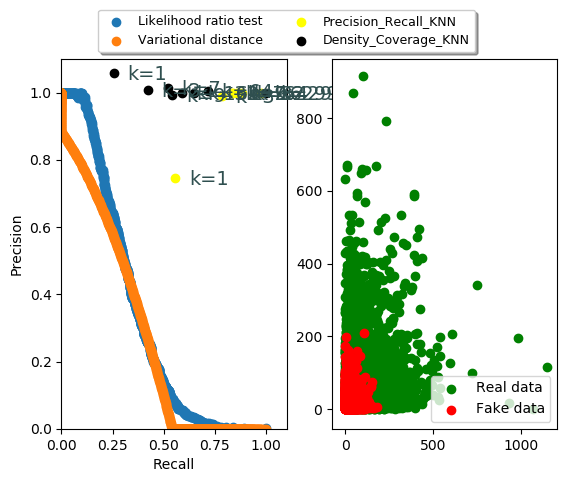 Likelihood ratio test
Variational distance
Precision_Recall_KNN
Density_Coverage_KNN
k=1
k=1
1.0
0.8
0.6
0.4
0.2
0.0
Precision
0.00
0.25
0.50
0.75
1.00
Recall
800
600
400
200
0
0
500
1000
Real data
Fake data